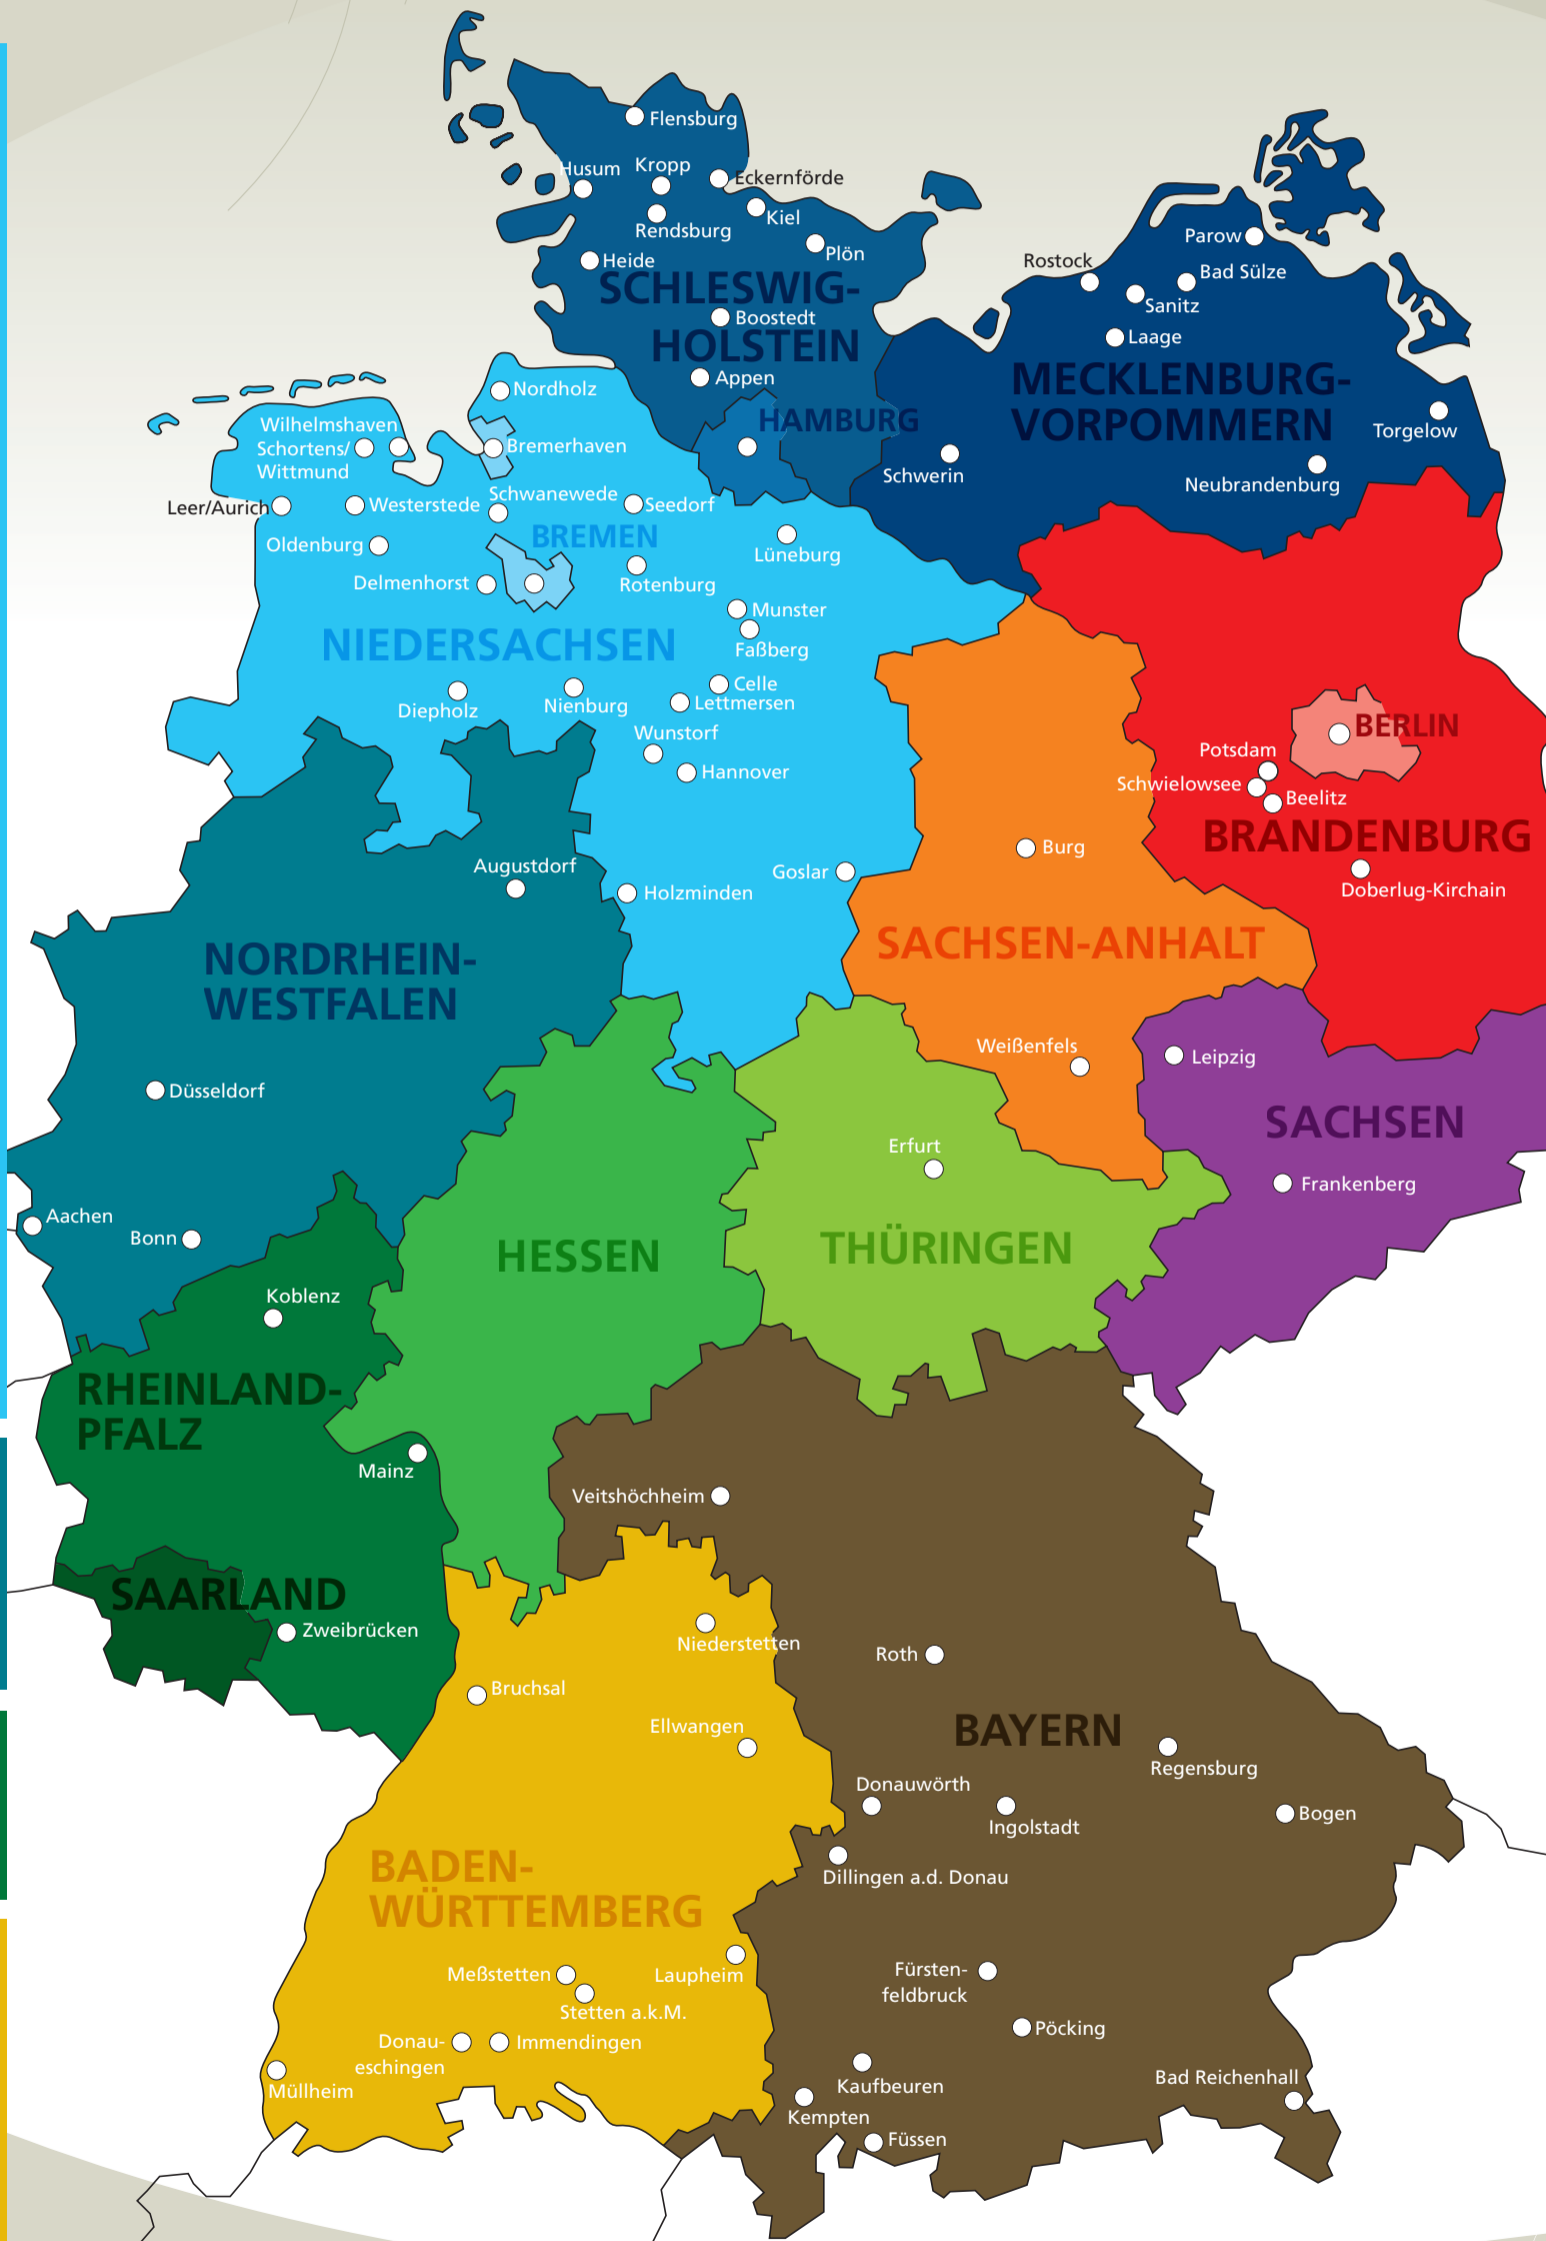 Flensburg
Husum
Kropp
Eckernförde
Kiel
Rendsburg
Plön
Heide
SCHLESWIG-
HOLSTEIN
Boostedt
Appen
HAMBURG
Parow
Rostock
Bad Sülze
Sanitz
Laage
MECKLENBURG-
VORPOMMERN
Torgelow
Schwerin
Neubrandenburg
Nordholz
Wilhelmshaven
Schortens/
Wittmund
Bremerhaven
Leer/Aurich
Westerstede
Schwanewede
Seedorf
BREMEN
Oldenburg
Lüneburg
Delmenhorst
Rotenburg
Munster
Faßberg
NIEDERSACHSEN
Celle
Diepholz
Nienburg
Lettmersen
Wunstorf
Hannover
BERLIN
Potsdam
Schwielowsee
Beelitz
BRANDENBURG
Doberlug-Kirchain
Burg
Augustdorf
Goslar
Holzminden
SACHSEN-ANHALT
NORDRHEIN-
WESTFALEN
Weißenfels
Leipzig
Düsseldorf
SACHSEN
Erfurt
Frankenberg
Aachen
Bonn
HESSEN
THÜRINGEN
Koblenz
RHEINLAND-
PFALZ
Mainz
Veitshöchheim
SAARLAND
Zweibrücken
Niederstetten
Roth
Bruchsal
Ellwangen
BAYERN
Regensburg
Donauwörth
Ingolstadt
Bogen
BADEN-
WÜRTTEMBERG
Dillingen a.d. Donau
Meßstetten
Laupheim
Fürsten-
feldbruck
Stetten a.k.M.
Donau-
eschingen
Immendingen
Pöcking
Müllheim
Kaufbeuren
Bad Reichenhall
Kempten
Füssen